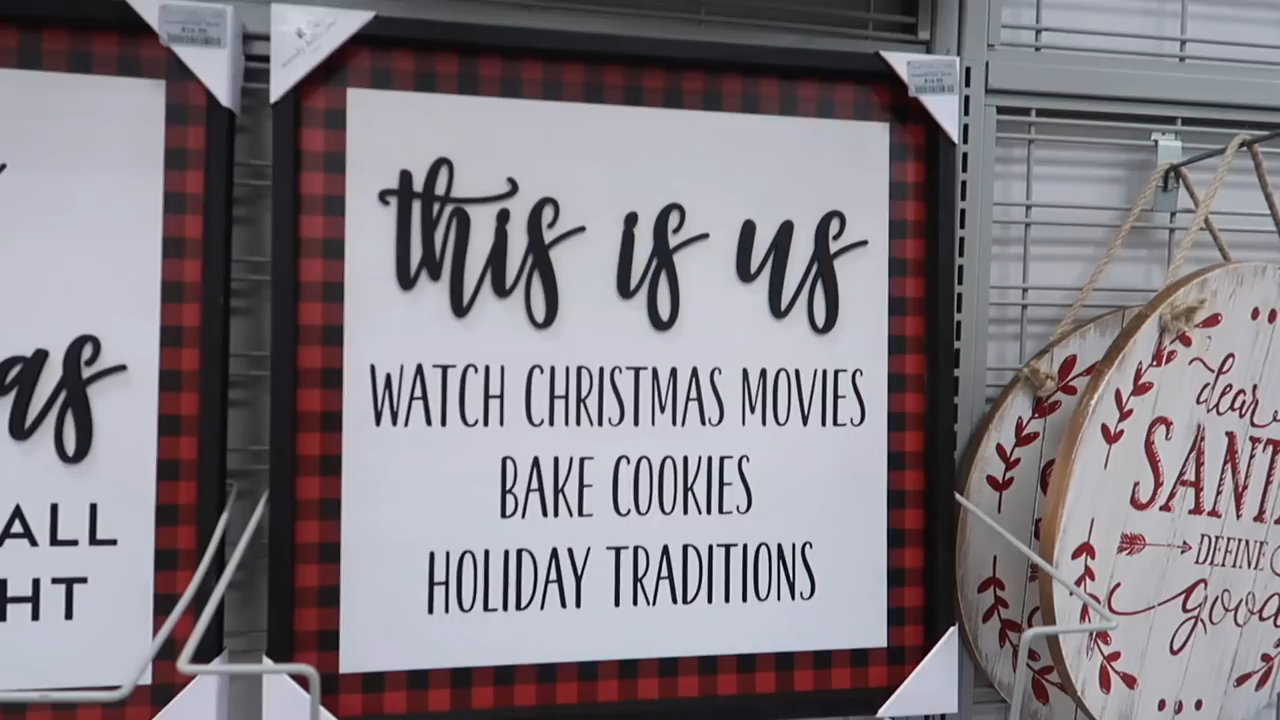 this is us
WATCH CHRISTMAS MOVIES
BAKE COOKIES
HOLIDAY TRADITIONS
as
ALL
HT
dear
SANT
DEFINE
good